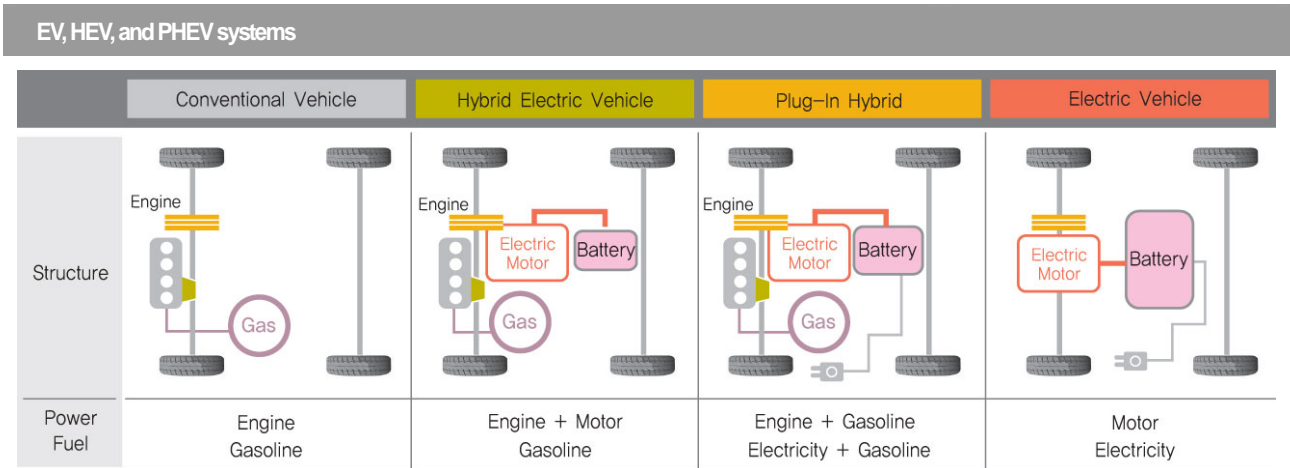 EV, HEV, and PHEV systems
Conventional Vehicle
Hybrid Electric Vehicle
Plug-In Hybrid
Electric Vehicle
Structure
Engine
Gas
Engine
Electric
Motor
Battery
Gas
Engine
Electric
Motor
Battery
Gas
Electric
Motor
Battery
Power
Fuel
Engine
Gasoline
Engine + Motor
Gasoline
Engine + Gasoline
Electricity + Gasoline
Motor
Electricity